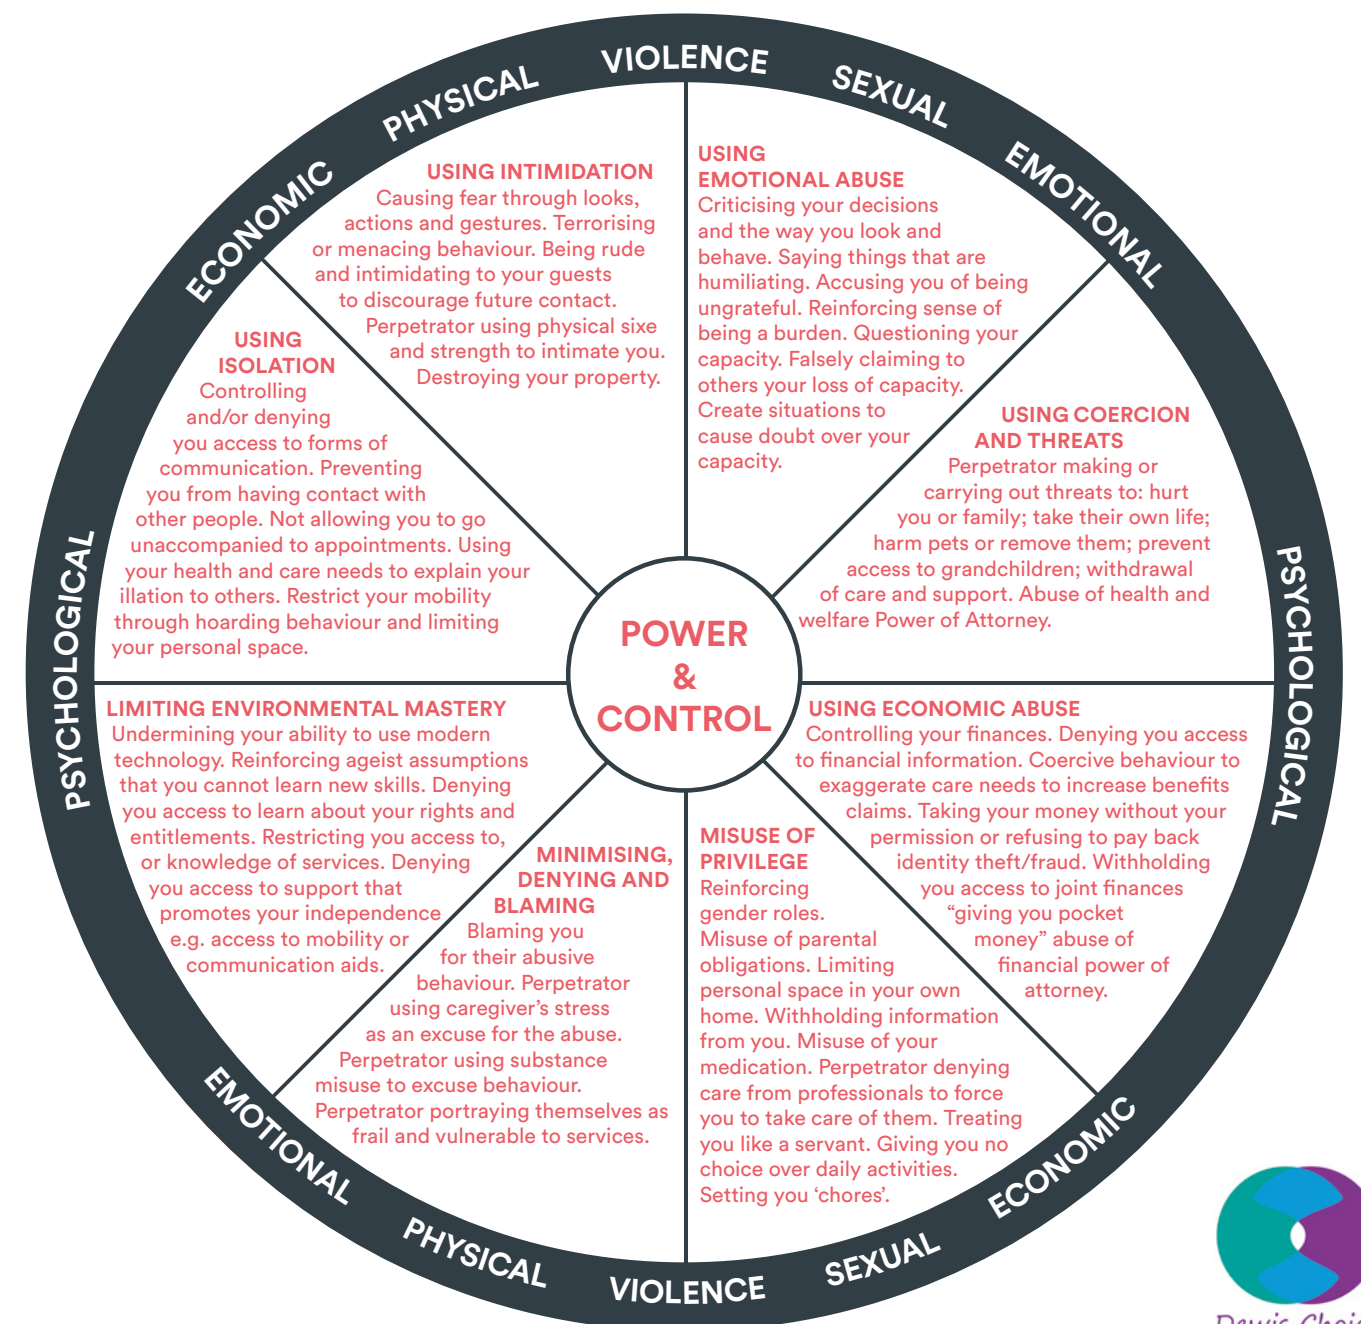 ECONOMIC PHYSICAL VIOLENCE SEXUAL EMOTIONAL
PSYCHOLOGICAL
PSYCHOLOGICAL
USING INTIMIDATION
Causing fear through looks,
actions and gestures. Terrorising
or menacing behaviour. Being rude
and intimidating to your guests
to discourage future contact.
Perpetrator using physical sixe
and strength to intimate you.
Destroying your property.
USING
EMOTIONAL ABUSE
Criticising your decisions
and the way you look and
behave. Saying things that are
humiliating. Accusing you of being
ungrateful. Reinforcing sense of
being a burden. Questioning your
capacity. Falsely claiming to
others your loss of capacity.
Create situations to
cause doubt over your
capacity.
USING
ISOLATION
Controlling
and/or denying
you access to forms of
communication. Preventing
you from having contact with
other people. Not allowing you to go
unaccompanied to appointments. Using
your health and care needs to explain your
illation to others. Restrict your mobility
through hoarding behaviour and limiting
your personal space.
USING COERCION
AND THREATS
Perpetrator making or
carrying out threats to: hurt
you or family; take their own life;
harm pets or remove them; prevent
access to grandchildren; withdrawal
of care and support. Abuse of health and
welfare Power of Attorney.
POWER
&
CONTROL
LIMITING ENVIRONMENTAL MASTERY
Undermining your ability to use modern
technology. Reinforcing ageist assumptions
that you cannot learn new skills. Denying
you access to learn about your rights and
entitlements. Restricting you access to,
or knowledge of services. Denying
you access to support that
promotes your independence
e.g. access to mobility or
communication aids.
USING ECONOMIC ABUSE
Controlling your finances. Denying you access
to financial information. Coercive behaviour to
exaggerate care needs to increase benefits
claims. Taking your money without your
permission or refusing to pay back
identity theft/fraud. Withholding
you access to joint finances
“giving you pocket
money” abuse of
financial power of
attorney.
MINIMISING,
DENYING AND
BLAMING
Blaming you
for their abusive
behaviour. Perpetrator
using caregiver’s stress
as an excuse for the abuse.
Perpetrator using substance
misuse to excuse behaviour.
Perpetrator portraying themselves as
frail and vulnerable to services.
MISUSE OF
PRIVILEGE
Reinforcing
gender roles.
Misuse of parental
obligations. Limiting
personal space in your own
home. Withholding information
from you. Misuse of your
medication. Perpetrator denying
care from professionals to force
you to take care of them. Treating
you like a servant. Giving you no
choice over daily activities.
Setting you ‘chores’.
EMOTIONAL PHYSICAL VIOLENCE SEXUAL ECONOMIC